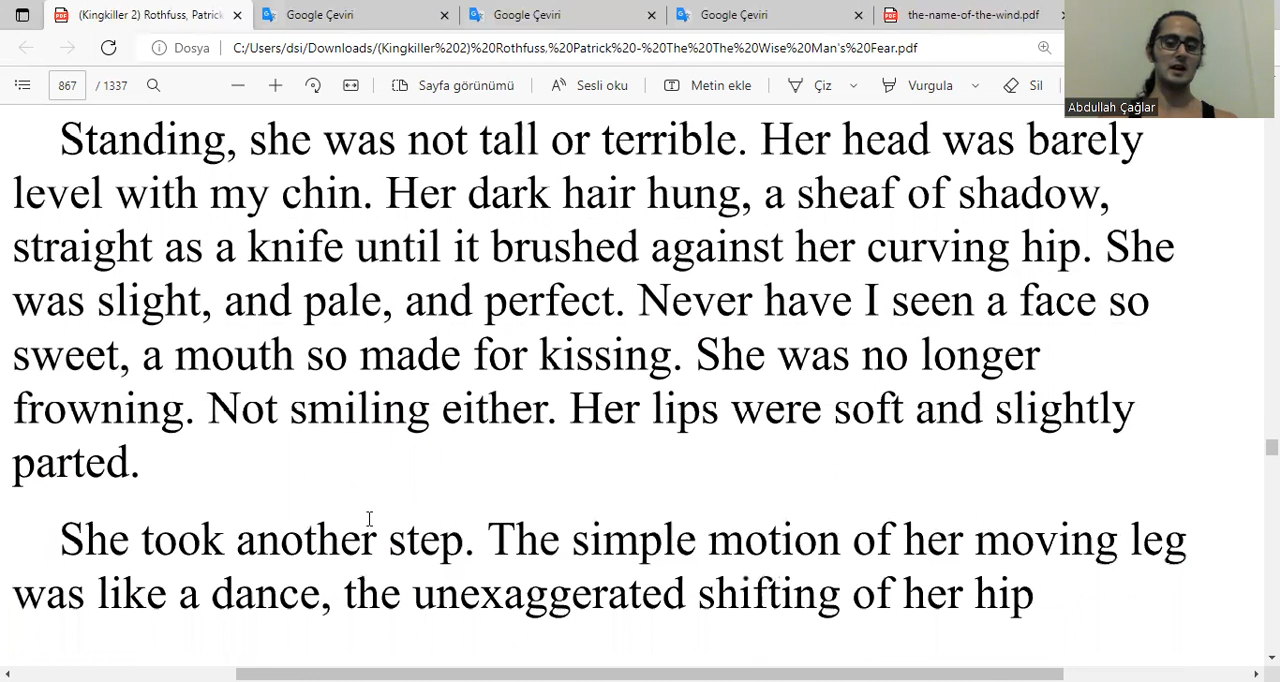 (Kingkiller 2) Rothfuss, Patrick
Google Çeviri
Google Çeviri
Google Çeviri
the-name-of-the-wind.pdf
Dosya
C:/Users/dsi/Downloads/(Kingkiller%202)%20Rothfuss,%20Patrick%20-%20The%20The%20Wise%20Man's%20Fear.pdf
867 / 1337
Sayfa görünümü
Sesli oku
Metin ekle
Çiz
Vurgula
Sil
Abdullah Çağlar
Standing, she was not tall or terrible. Her head was barely
level with my chin. Her dark hair hung, a sheaf of shadow,
straight as a knife until it brushed against her curving hip. She
was slight, and pale, and perfect. Never have I seen a face so
sweet, a mouth so made for kissing. She was no longer
frowning. Not smiling either. Her lips were soft and slightly
parted.
She took another step. The simple motion of her moving leg
was like a dance, the unexaggerated shifting of her hip